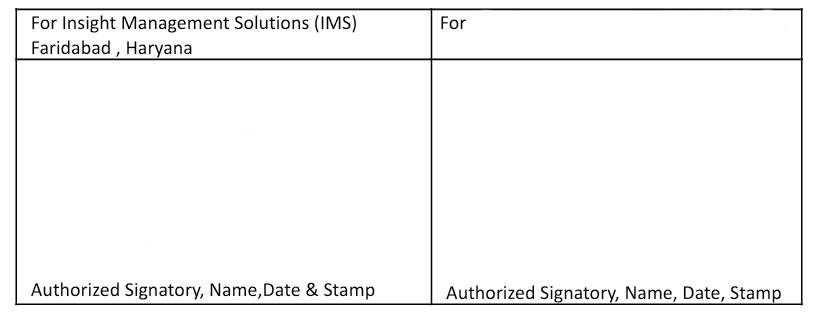 For Insight Management Solutions (IMS)
Faridabad , Haryana
For
Authorized Signatory, Name,Date & Stamp
Authorized Signatory, Name, Date, Stamp